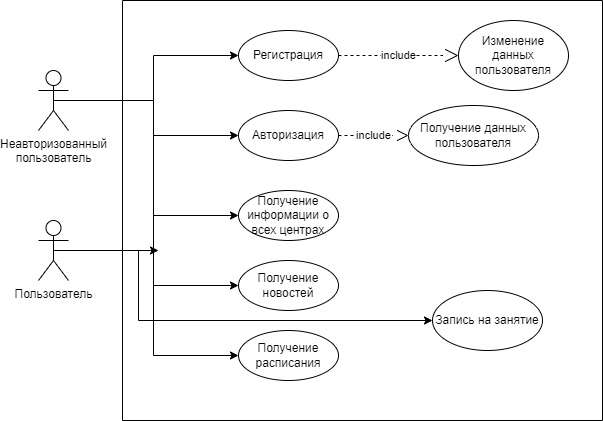 Регистрация
include
Изменение
данных
пользователя
Неавторизованный
пользователь
Авторизация
include
Получение данных
пользователя
Получение
информации о
всех центрах
Пользователь
Получение
новостей
Запись на занятие
Получение
расписания